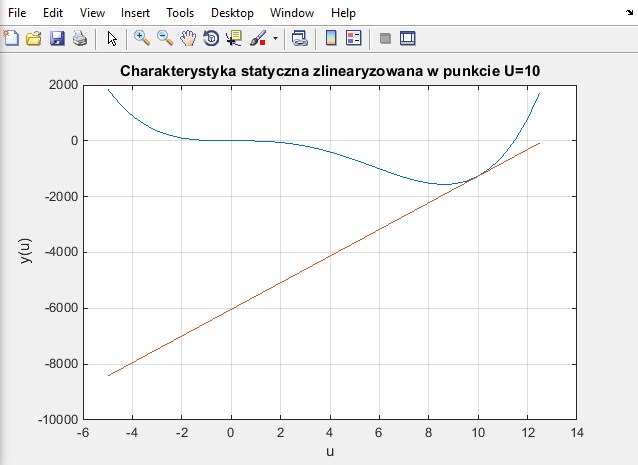 File Edit View Insert Tools Desktop Window Help
Charakterystyka statyczna zlinearyzowana w punkcie U=10
2000
0
-2000
-4000
-6000
-8000
-10000
y(u)
-6 -4 -2 0 2 4 6 8 10 12 14
u